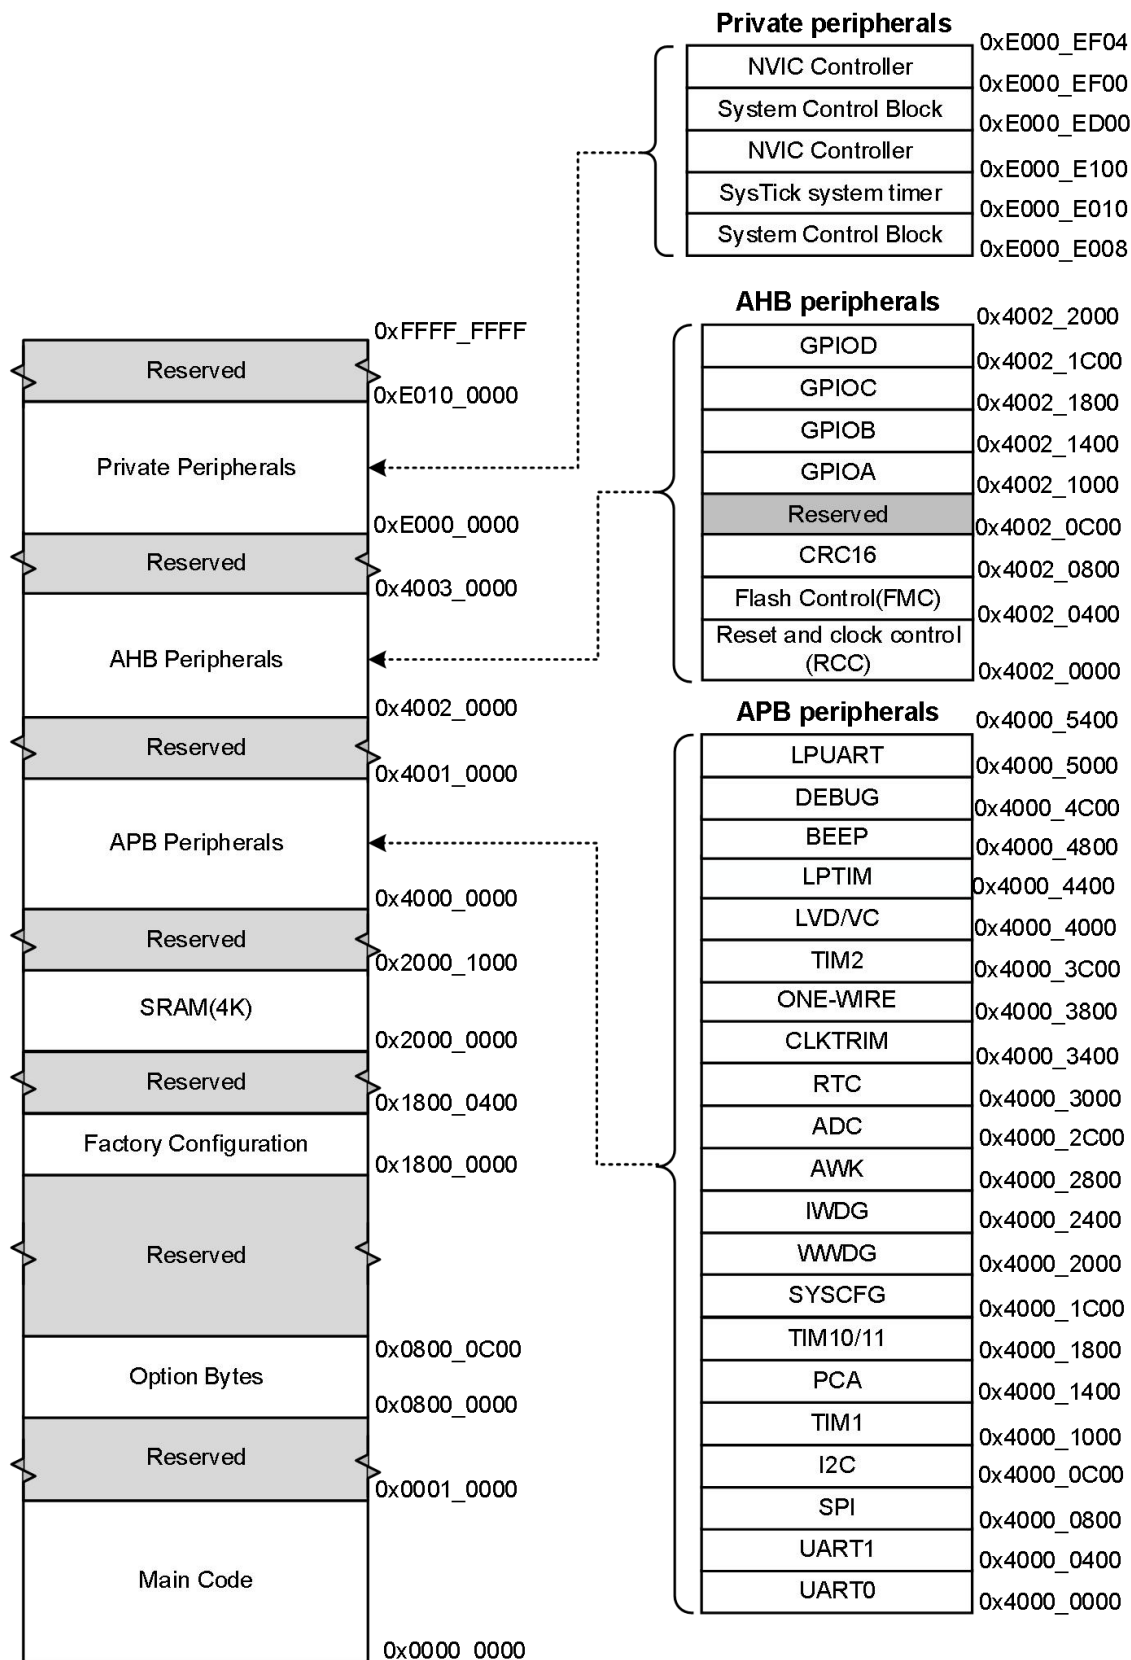 Private peripherals
0xE000_EF04
NVIC Controller
0xE000_EF00
System Control Block
0xE000_ED00
NVIC Controller
0xE000_E100
SysTick system timer
0xE000_E010
System Control Block
0xE000_E008
AHB peripherals
0x4002_2000
GPIOD
0x4002_1C00
GPIOC
0x4002_1800
GPIOB
0x4002_1400
GPIOA
0x4002_1000
Reserved
0x4002_0C00
CRC16
0x4002_0800
Flash Control(FMC)
0x4002_0400
Reset and clock control
(RCC)
0x4002_0000
APB peripherals
0x4000_5400
LPUART
0x4000_5000
DEBUG
0x4000_4C00
BEEP
0x4000_4800
LPTIM
0x4000_4400
LVD/VC
0x4000_4000
TIM2
0x4000_3C00
ONE-WIRE
0x4000_3800
CLKTRIM
0x4000_3400
RTC
0x4000_3000
ADC
0x4000_2C00
AWK
0x4000_2800
IWDG
0x4000_2400
WWDG
0x4000_2000
SYSCFG
0x4000_1C00
TIM10/11
0x4000_1800
PCA
0x4000_1400
TIM1
0x4000_1000
I2C
0x4000_0C00
SPI
0x4000_0800
UART1
0x4000_0400
UART0
0x4000_0000
0xFFFF_FFFF
Reserved
0xE010_0000
Private Peripherals
0xE000_0000
Reserved
0x4003_0000
AHB Peripherals
0x4002_0000
Reserved
0x4001_0000
APB Peripherals
0x4000_0000
Reserved
0x2000_1000
SRAM(4K)
0x2000_0000
Reserved
0x1800_0400
Factory Configuration
0x1800_0000
Reserved
0x0800_0C00
Option Bytes
0x0800_0000
Reserved
0x0001_0000
Main Code
0x0000_0000